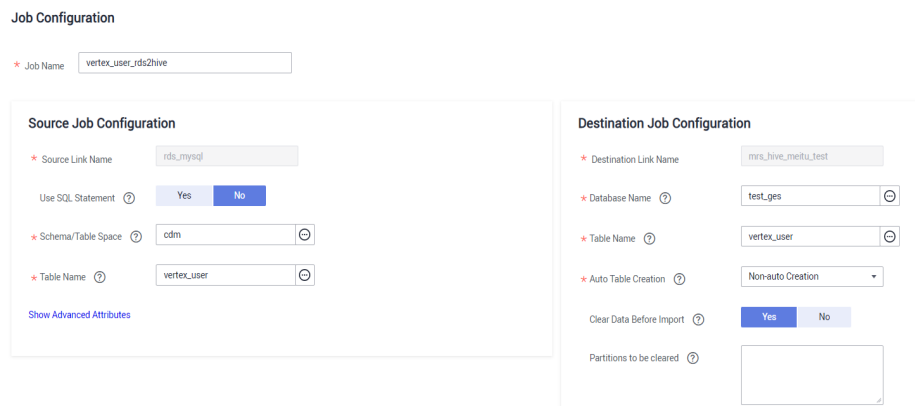 Job Configuration
* Job Name vertex_user_rds2hive
Source Job Configuration
* Source Link Name rds_mysql
Use SQL Statement ? Yes No
* Schema/Table Space ? cdm
* Table Name ? vertex_user
Show Advanced Attributes
Destination Job Configuration
* Destination Link Name mrs_hive_meitu_test
* Database Name ? test_ges
* Table Name ? vertex_user
* Auto Table Creation ? Non-auto Creation
Clear Data Before Import ? Yes No
Partitions to be cleared ?